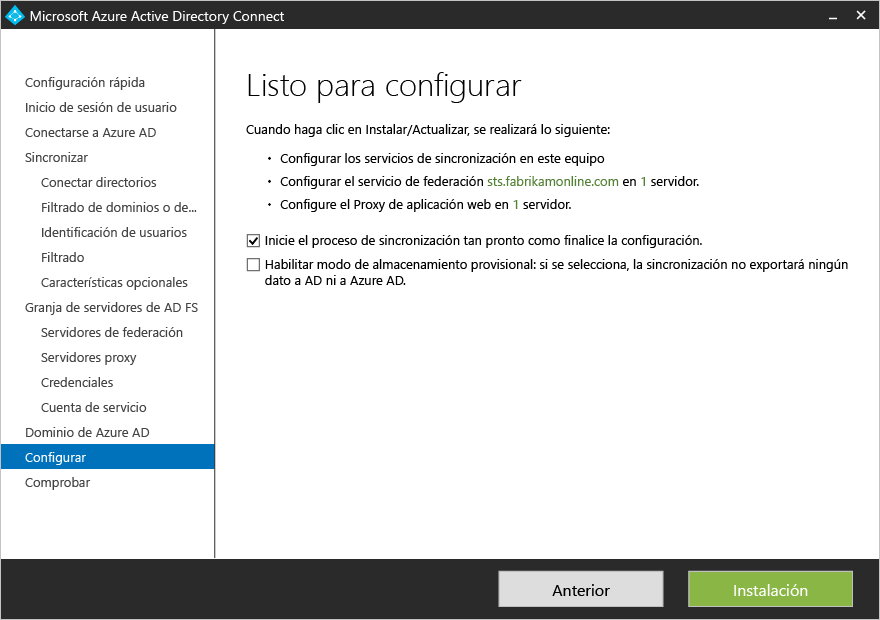 Microsoft Azure Active Directory Connect
Configuración rápida
Inicio de sesión de usuario
Conectarse a Azure AD
Sincronizar
Conectar directorios
Filtrado de dominios o de...
Identificación de usuarios
Filtrado
Características opcionales
Granja de servidores de AD FS
Servidores de federación
Servidores proxy
Credenciales
Cuenta de servicio
Dominio de Azure AD
Configurar
Comprobar
Listo para configurar
Cuando haga clic en Instalar/Actualizar, se realizará lo siguiente:
• Configurar los servicios de sincronización en este equipo
• Configurar el servicio de federación sts.fabrikamonline.com en 1 servidor.
• Configure el Proxy de aplicación web en 1 servidor.
Inicie el proceso de sincronización tan pronto como finalice la configuración.
Habilitar modo de almacenamiento provisional: si se selecciona, la sincronización no exportará ningún
dato a AD ni a Azure AD.
Anterior
Instalación